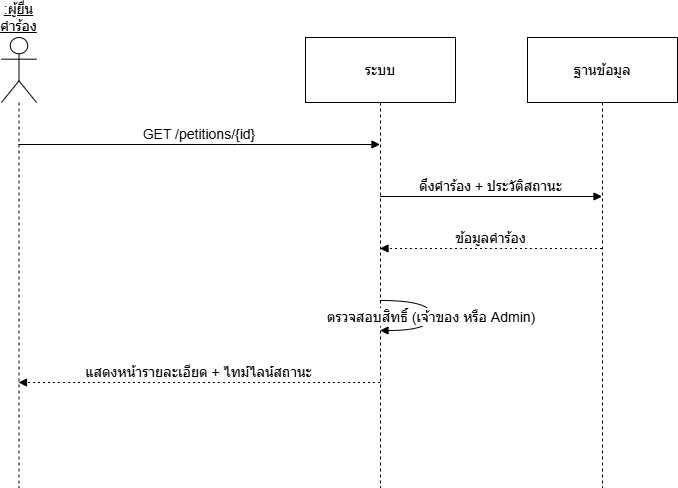 :ผู้ยื่น
คำร้อง
ระบบ
ฐานข้อมูล
GET /petitions/{id}
ดึงคำร้อง + ประวัติสถานะ
ข้อมูลคำร้อง
ตรวจสอบสิทธิ์ (เจ้าของ หรือ Admin)
แสดงหน้ารายละเอียด + ไทม์ไลน์สถานะ